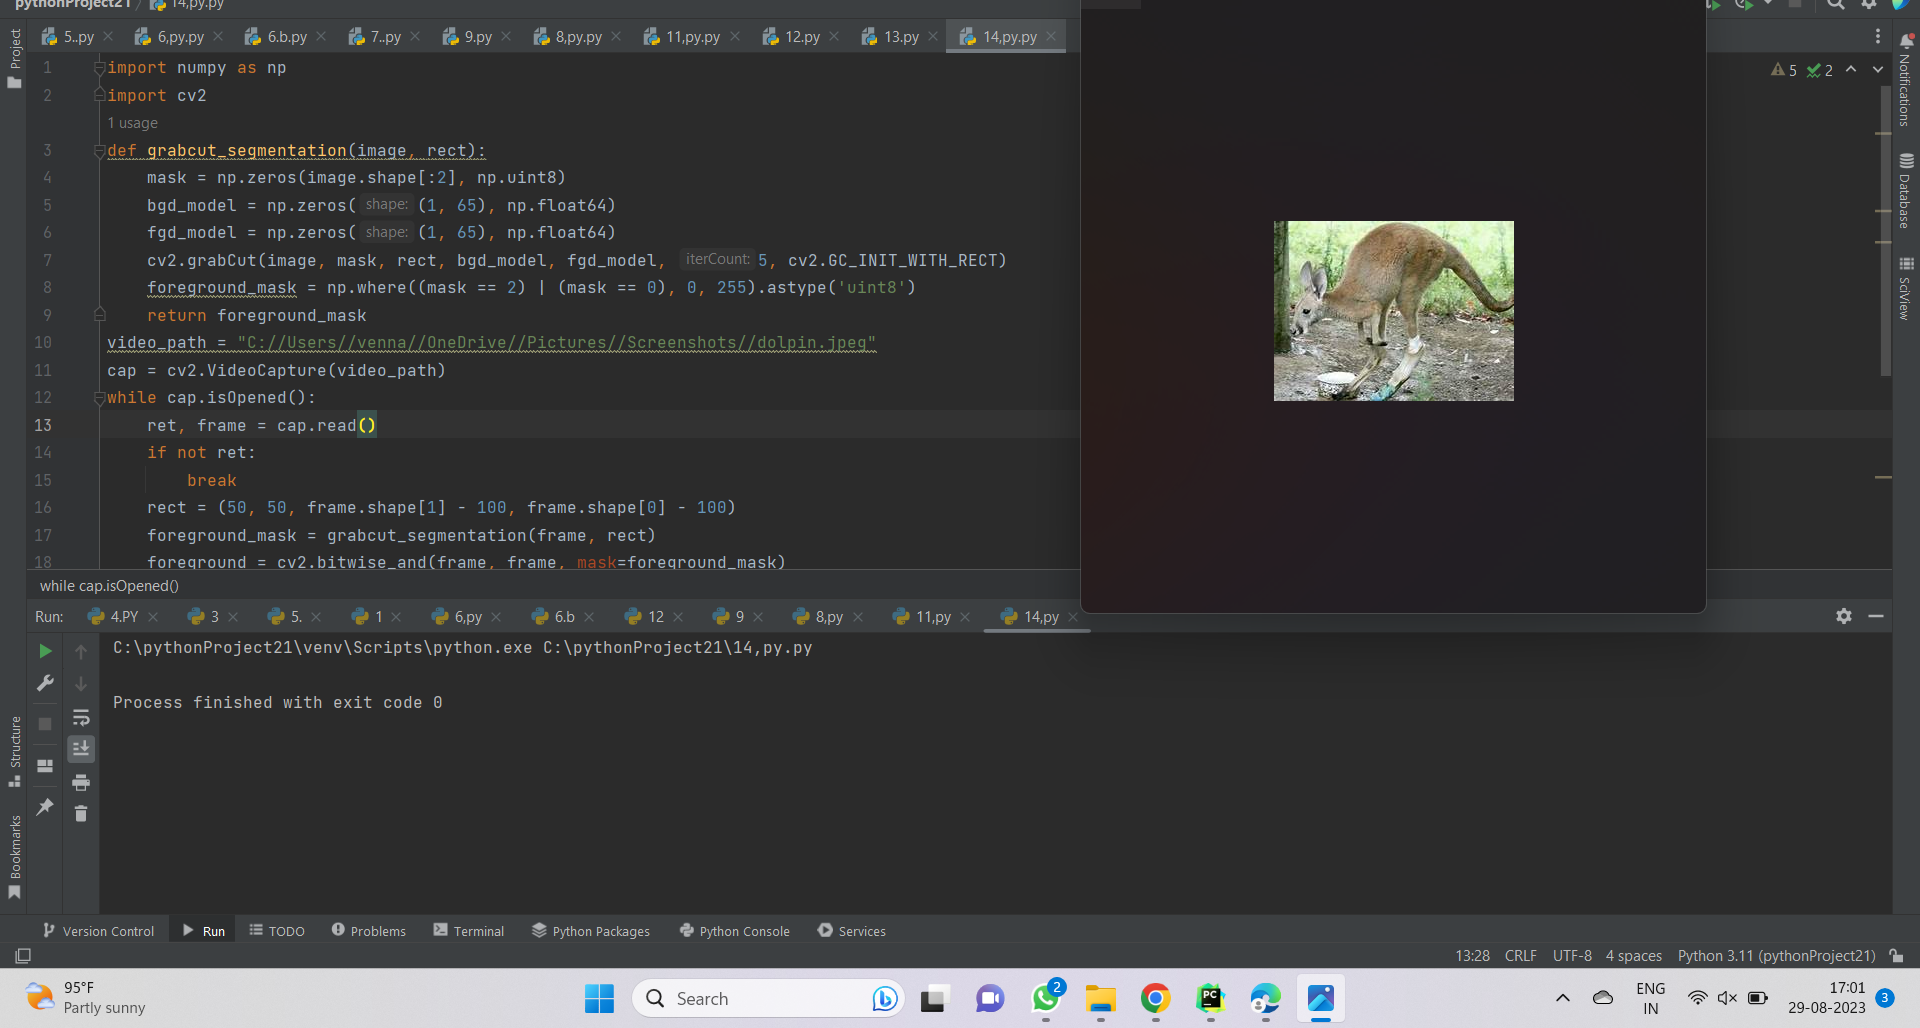 pythonProject21 / 14,py.py
5..py
6,py.py
6.b.py
7..py
9.py
8,py.py
11,py.py
12.py
13.py
14,py.py
Project
Notifications
Database
SciView
5 2
1 import numpy as np
2 import cv2
1 usage
3 def grabcut_segmentation(image, rect):
4 mask = np.zeros(image.shape[:2], np.uint8)
5 bgd_model = np.zeros( shape: (1, 65), np.float64)
6 fgd_model = np.zeros( shape: (1, 65), np.float64)
7 cv2.grabCut(image, mask, rect, bgd_model, fgd_model, iterCount: 5, cv2.GC_INIT_WITH_RECT)
8 foreground_mask = np.where((mask == 2) | (mask == 0), 0, 255).astype('uint8')
9 return foreground_mask
10 video_path = "C://Users//venna//OneDrive//Pictures//Screenshots//dolpin.jpeg"
11 cap = cv2.VideoCapture(video_path)
12 while cap.isOpened():
13 ret, frame = cap.read()
14 if not ret:
15 break
16 rect = (50, 50, frame.shape[1] - 100, frame.shape[0] - 100)
17 foreground_mask = grabcut_segmentation(frame, rect)
18 foreground = cv2.bitwise_and(frame, frame, mask=foreground_mask)
while cap.isOpened()
Run: 4.PY 3 5. 1 6,py 6.b 12 9 8,py 11,py 14,py
C:\pythonProject21\venv\Scripts\python.exe C:\pythonProject21\14,py.py
Process finished with exit code 0
Structure
Bookmarks
Version Control Run TODO Problems Terminal Python Packages Python Console Services
13:28 CRLF UTF-8 4 spaces Python 3.11 (pythonProject21)
95°F
Partly sunny
Search
PC
2
ENG
IN
17:01
29-08-2023
3